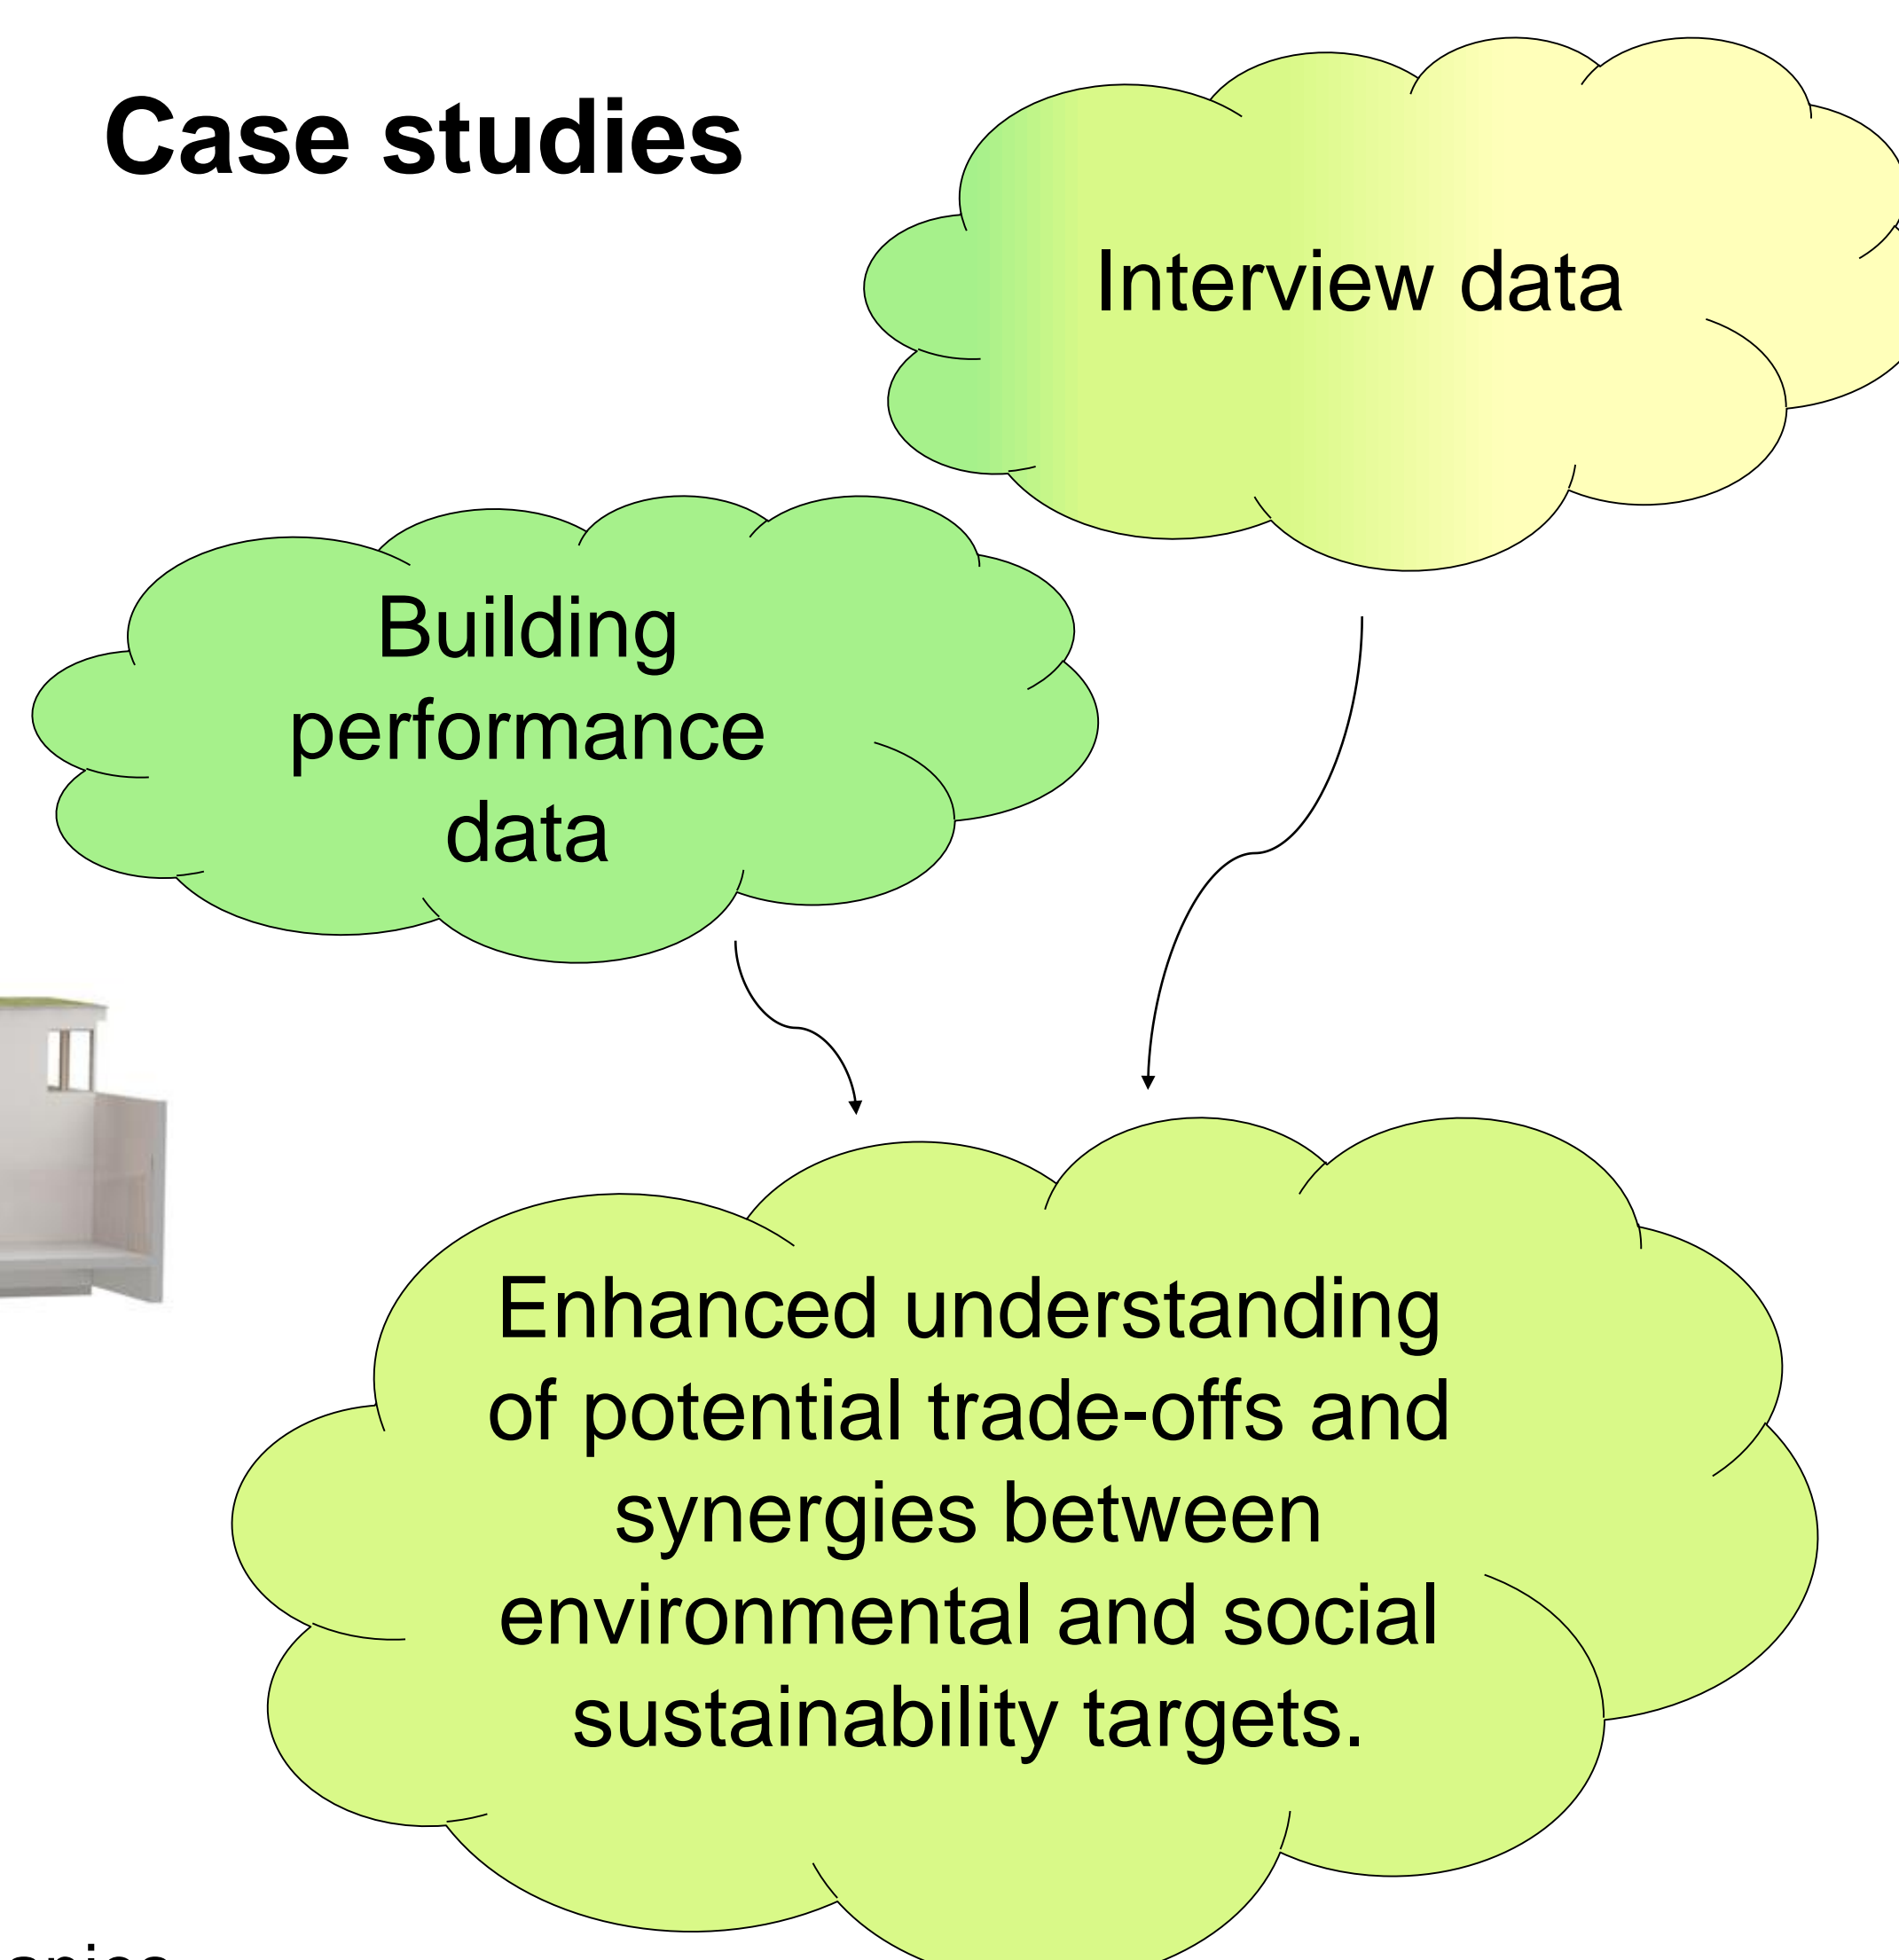 Case studies
Interview data
Building
performance
data
Enhanced understanding
of potential trade-offs and
synergies between
environmental and social
sustainability targets.